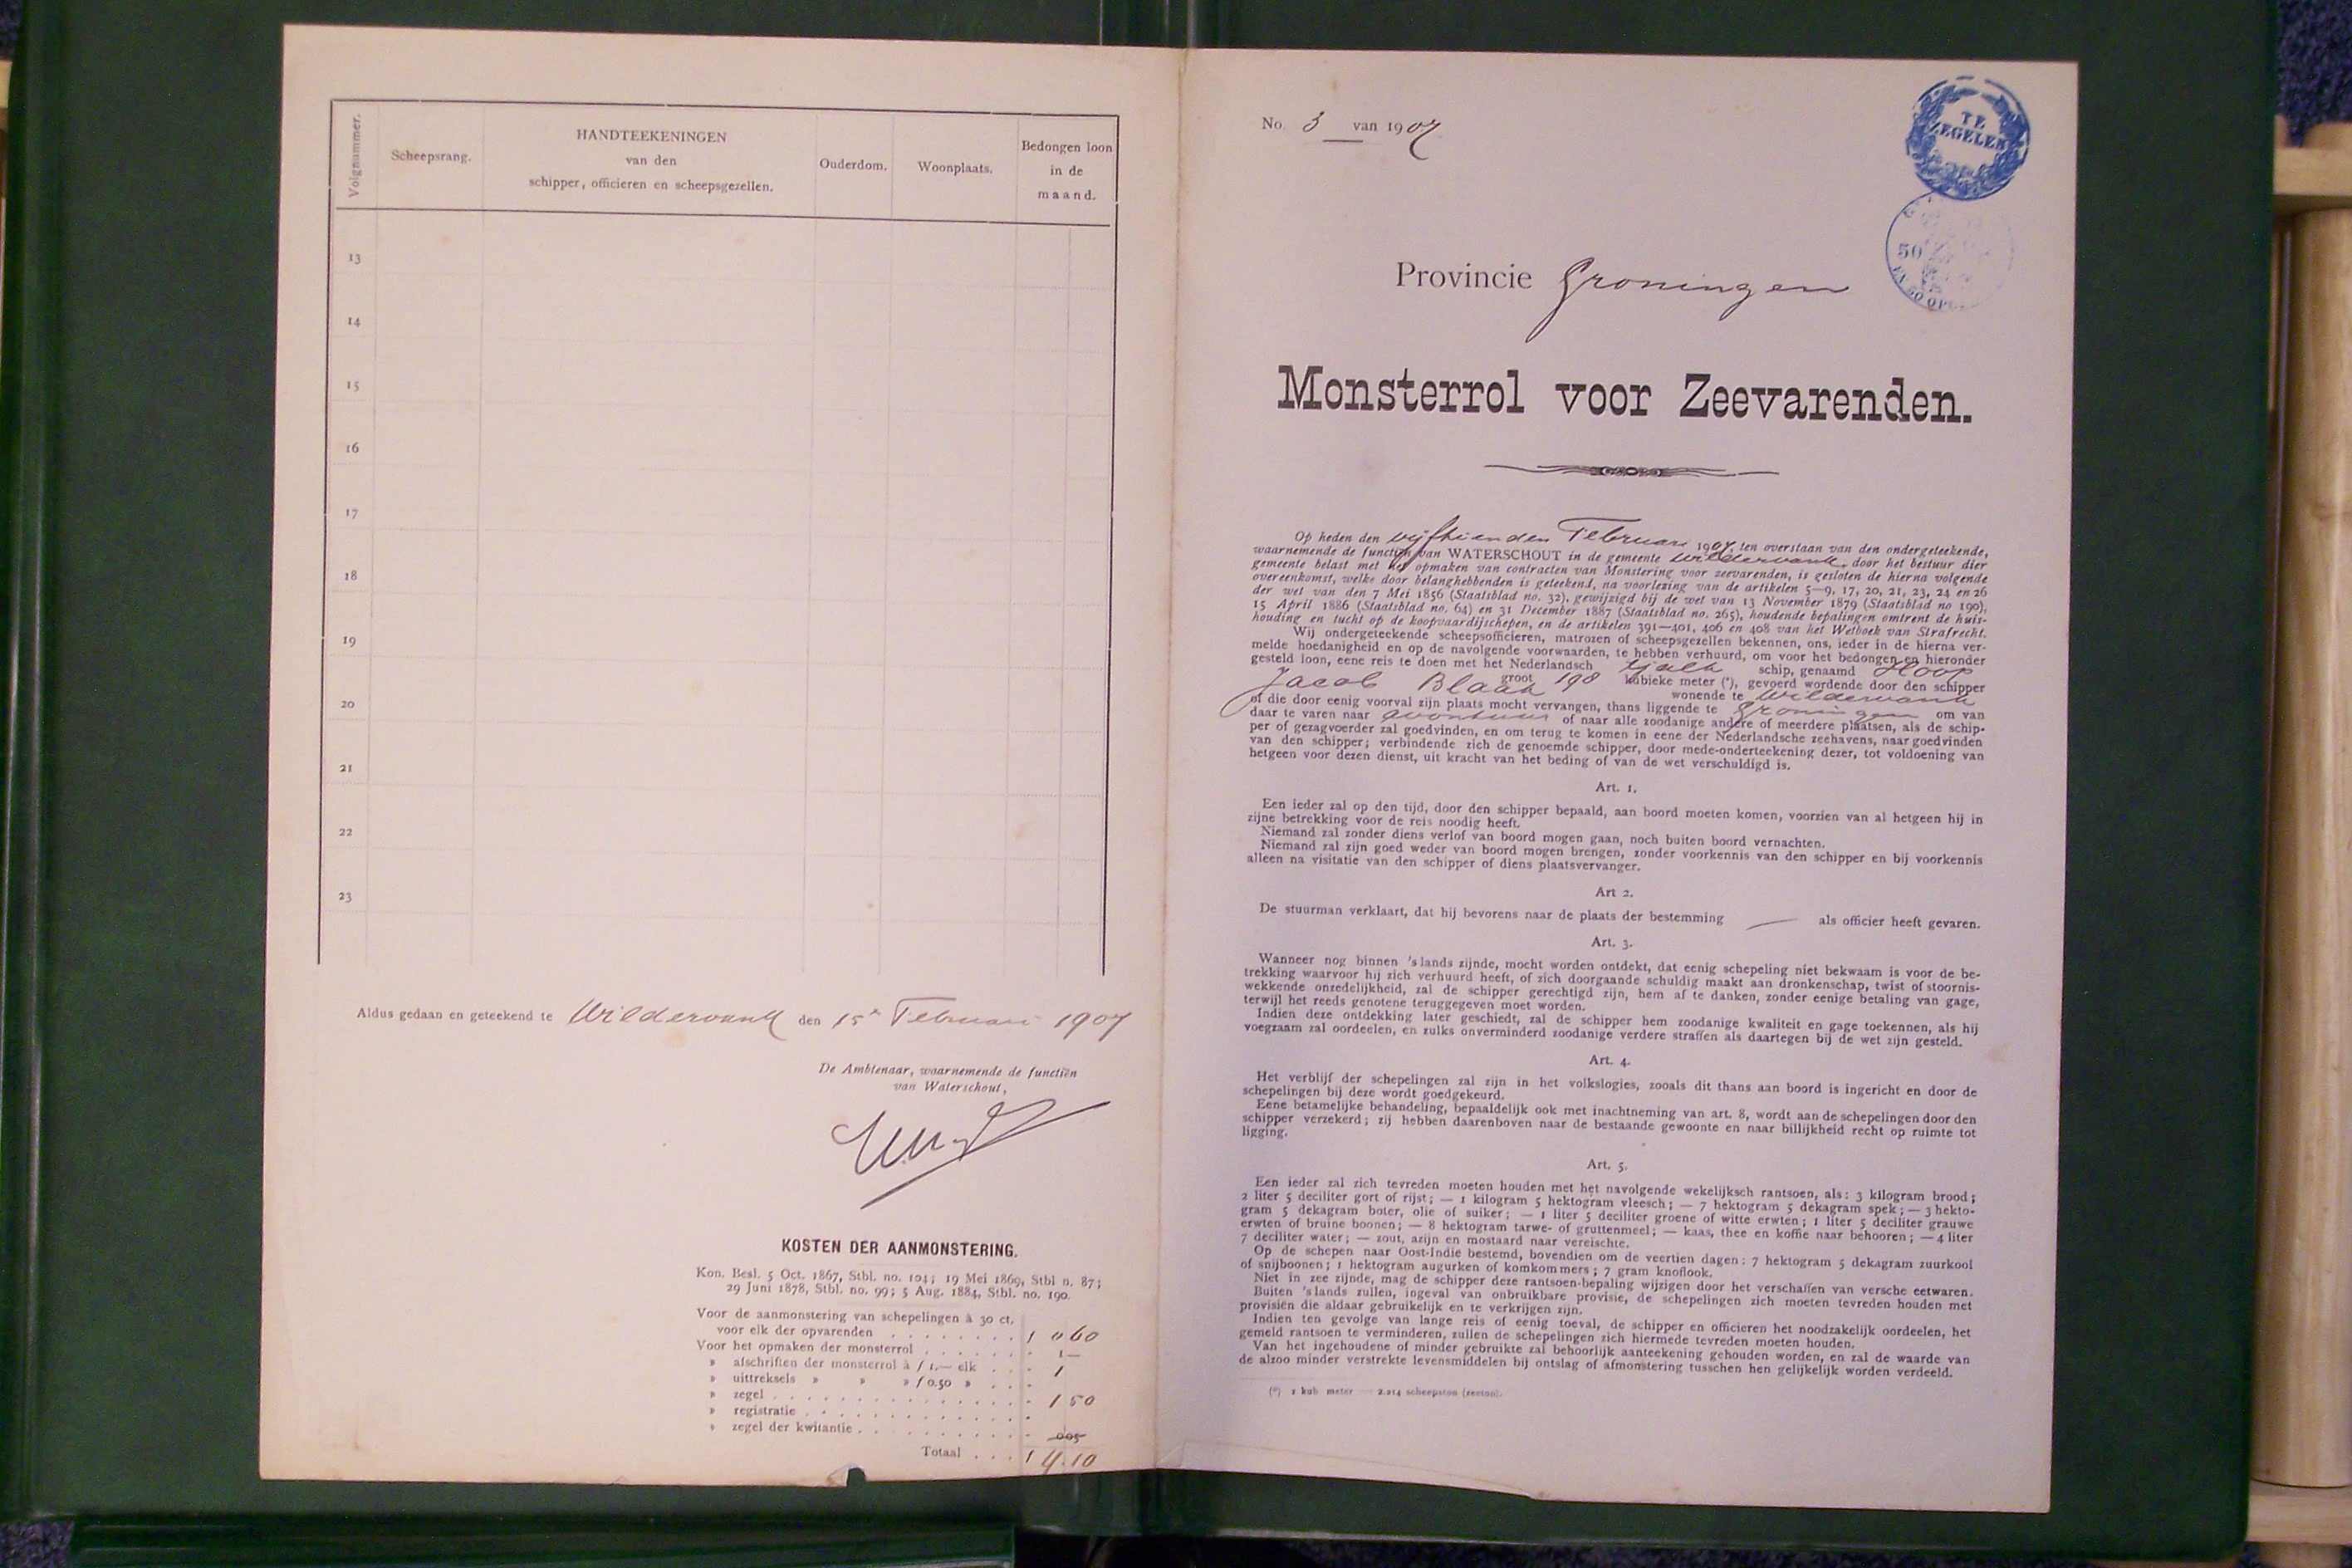 Volgnummer.
Scheepsrang.
HANDTEEKENINGEN
van den
schipper, officieren en scheepsgezellen.
Ouderdom.
Woonplaats.
Bedongen loon
in de
maand.
13
14
15
16
17
18
19
20
21
22
23
Aldus gedaan en geteekend te Wildervank den 15n Februari 1907
De Ambtenaar, waarnemende de functiën
van Waterschout,
KOSTEN DER AANMONSTERING.
Kon. Besl. 5 Oct. 1867, Stbl. no. 104; 19 Mei 1869, Stbl n. 87;
29 Juni 1878, Stbl. no. 99; 5 Aug. 1884, Stbl. no. 190.
Voor de aanmonstering van schepelingen à 30 ct.
voor elk der opvarenden . . . . . . . . f 0 60
Voor het opmaken der monsterrol . . . . . . - 1 —
» afschriften der monsterrol à f 1.— elk . . . - 1
» uittreksels » » » f 0.50 » . . . -
» zegel . . . . . . . . . . . . . . . - 1 50
» registratie . . . . . . . . . . . . . -
» zegel der kwitantie . . . . . . . . . . - 005
Totaal . . . f 4.10
No. 3 van 1907
TE
ZEGELEN
50
EN 50 OPC
Provincie Groningen
Monsterrol voor Zeevarenden.
Op heden den vijftienden Februari 1907, ten overstaan van den ondergeteekende,
waarnemende de functiën van WATERSCHOUT in de gemeente Wildervank, door het bestuur dier
gemeente belast met het opmaken van contracten van Monstering voor zeevarenden, is gesloten de hierna volgende
overeenkomst, welke door belanghebbenden is geteekend, na voorlezing van de artikelen 5—9, 17, 20, 21, 23, 24 en 26
der wet van den 7 Mei 1856 (Staatsblad no. 32), gewijzigd bij de wet van 13 November 1879 (Staatsblad no 190),
15 April 1886 (Staatsblad no. 64) en 31 December 1887 (Staatsblad no. 265), houdende bepalingen omtrent de huis-
houding en tucht op de koopvaardijschepen, en de artikelen 391—401, 406 en 408 van het Wetboek van Strafrecht.
Wij ondergeteekende scheepsofficieren, matrozen of scheepsgezellen bekennen, ons, ieder in de hierna ver-
melde hoedanigheid en op de navolgende voorwaarden, te hebben verhuurd, om voor het bedongen en hieronder
gesteld loon, eene reis te doen met het Nederlandsch tjalk schip, genaamd Hoop
groot 198 kubieke meter (*), gevoerd wordende door den schipper
Jacob Blaak wonende te Wildervank
of die door eenig voorval zijn plaats mocht vervangen, thans liggende te Groningen om van
daar te varen naar avontuur of naar alle zoodanige andere of meerdere plaatsen, als de schip-
per of gezagvoerder zal goedvinden, en om terug te komen in eene der Nederlandsche zeehavens, naar goedvinden
van den schipper; verbindende zich de genoemde schipper, door mede-onderteekening dezer, tot voldoening van
hetgeen voor dezen dienst, uit kracht van het beding of van de wet verschuldigd is.
Art. 1.
Een ieder zal op den tijd, door den schipper bepaald, aan boord moeten komen, voorzien van al hetgeen hij in
zijne betrekking voor de reis noodig heeft.
Niemand zal zonder diens verlof van boord mogen gaan, noch buiten boord vernachten.
Niemand zal zijn goed weder van boord mogen brengen, zonder voorkennis van den schipper en bij voorkennis
alleen na visitatie van den schipper of diens plaatsvervanger.
Art 2.
De stuurman verklaart, dat hij bevorens naar de plaats der bestemming — als officier heeft gevaren.
Art. 3.
Wanneer nog binnen 's lands zijnde, mocht worden ontdekt, dat eenig schepeling niet bekwaam is voor de be-
trekking waarvoor hij zich verhuurd heeft, of zich doorgaande schuldig maakt aan dronkenschap, twist of stoornis-
wekkende onzedelijkheid, zal de schipper gerechtigd zijn, hem af te danken, zonder eenige betaling van gage,
terwijl het reeds genotene teruggegeven moet worden.
Indien deze ontdekking later geschiedt, zal de schipper hem zoodanige kwaliteit en gage toekennen, als hij
voegzaam zal oordeelen, en zulks onverminderd zoodanige verdere straffen als daartegen bij de wet zijn gesteld.
Art. 4.
Het verblijf der schepelingen zal zijn in het volkslogies, zooals dit thans aan boord is ingericht en door de
schepelingen bij deze wordt goedgekeurd.
Eene betamelijke behandeling, bepaaldelijk ook met inachtneming van art. 8, wordt aan de schepelingen door den
schipper verzekerd; zij hebben daarenboven naar de bestaande gewoonte en naar billijkheid recht op ruimte tot
ligging.
Art. 5.
Een ieder zal zich tevreden moeten houden met het navolgende wekelijksch rantsoen, als: 3 kilogram brood;
2 liter 5 deciliter gort of rijst; — 1 kilogram 5 hektogram vleesch; — 7 hektogram 5 dekagram spek; — 3 hekto-
gram 5 dekagram boter, olie of suiker; — 1 liter 5 deciliter groene of witte erwten; 1 liter 5 deciliter grauwe
erwten of bruine boonen; — 8 hektogram tarwe- of gruttenmeel; — kaas, thee en koffie naar behooren; — 4 liter
7 deciliter water; — zout, azijn en mostaard naar vereischte.
Op de schepen naar Oost-Indie bestemd, bovendien om de veertien dagen: 7 hektogram 5 dekagram zuurkool
of snijboonen; 1 hektogram augurken of komkommers; 7 gram knoflook.
Niet in zee zijnde, mag de schipper deze rantsoen-bepaling wijzigen door het verschaffen van versche eetwaren.
Buiten 's lands zullen, ingeval van onbruikbare provisie, de schepelingen zich moeten tevreden houden met
provisiën die aldaar gebruikelijk en te verkrijgen zijn.
Indien ten gevolge van lange reis of eenig toeval, de schipper en officieren het noodzakelijk oordeelen, het
gemeld rantsoen te verminderen, zullen de schepelingen zich hiermede tevreden moeten houden.
Van het ingehoudene of minder gebruikte zal behoorlijk aanteekening gehouden worden, en zal de waarde van
de alzoo minder verstrekte levensmiddelen bij ontslag of afmonstering tusschen hen gelijkelijk worden verdeeld.
(*) 1 kub meter = 2.214 scheepston (zeeton).